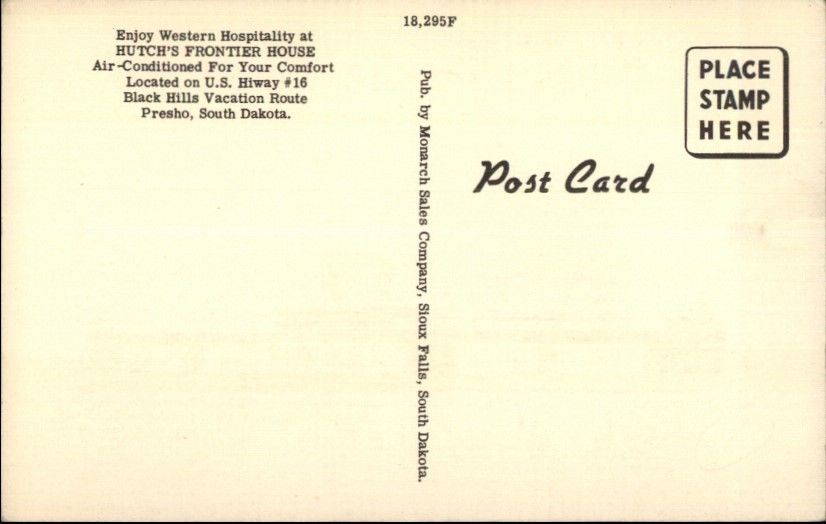 18,295F
Enjoy Western Hospitality at
HUTCH'S FRONTIER HOUSE
Air-Conditioned For Your Comfort
Located on U.S. Hiway #16
Black Hills Vacation Route
Presho, South Dakota.
Pub. by Monarch Sales Company, Sioux Falls, South Dakota.
PLACE
STAMP
HERE
Post Card